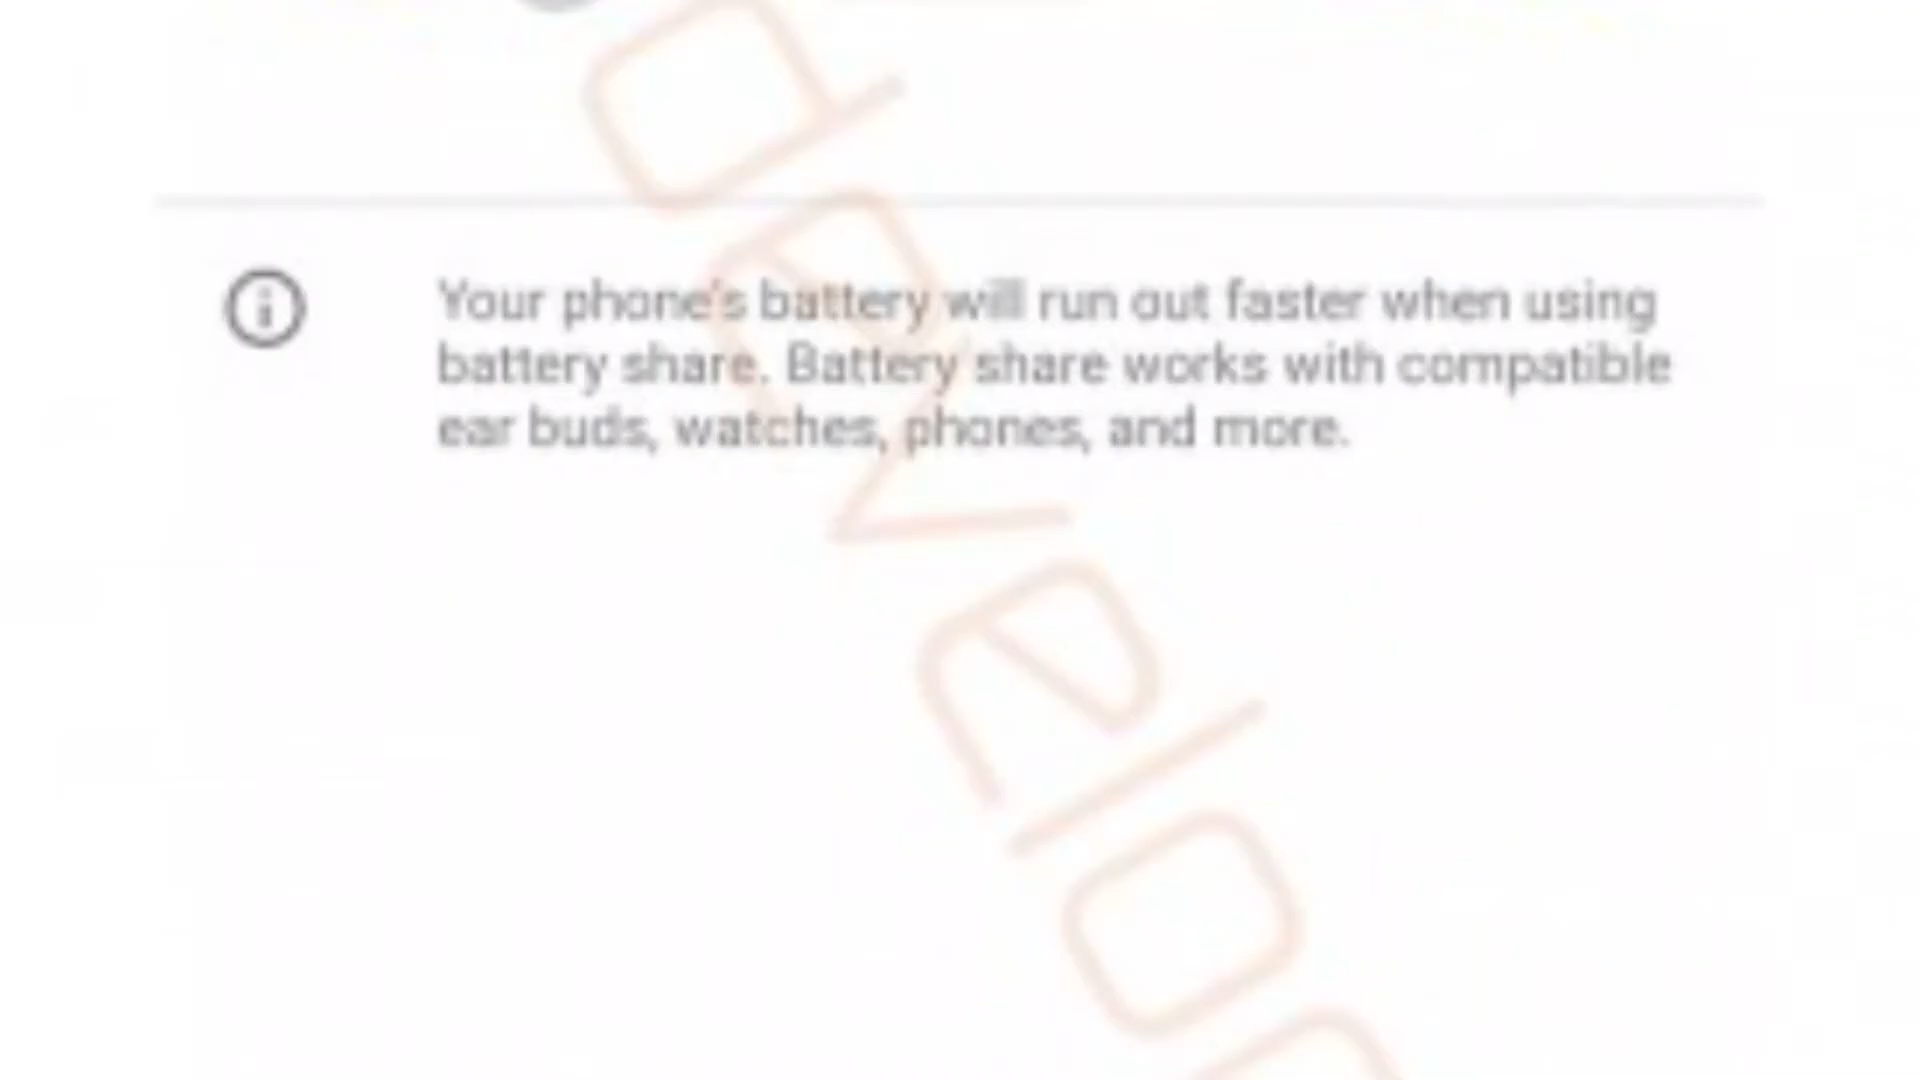 Your phone's battery will run out faster when using
battery share. Battery share works with compatible
ear buds, watches, phones, and more.
develop